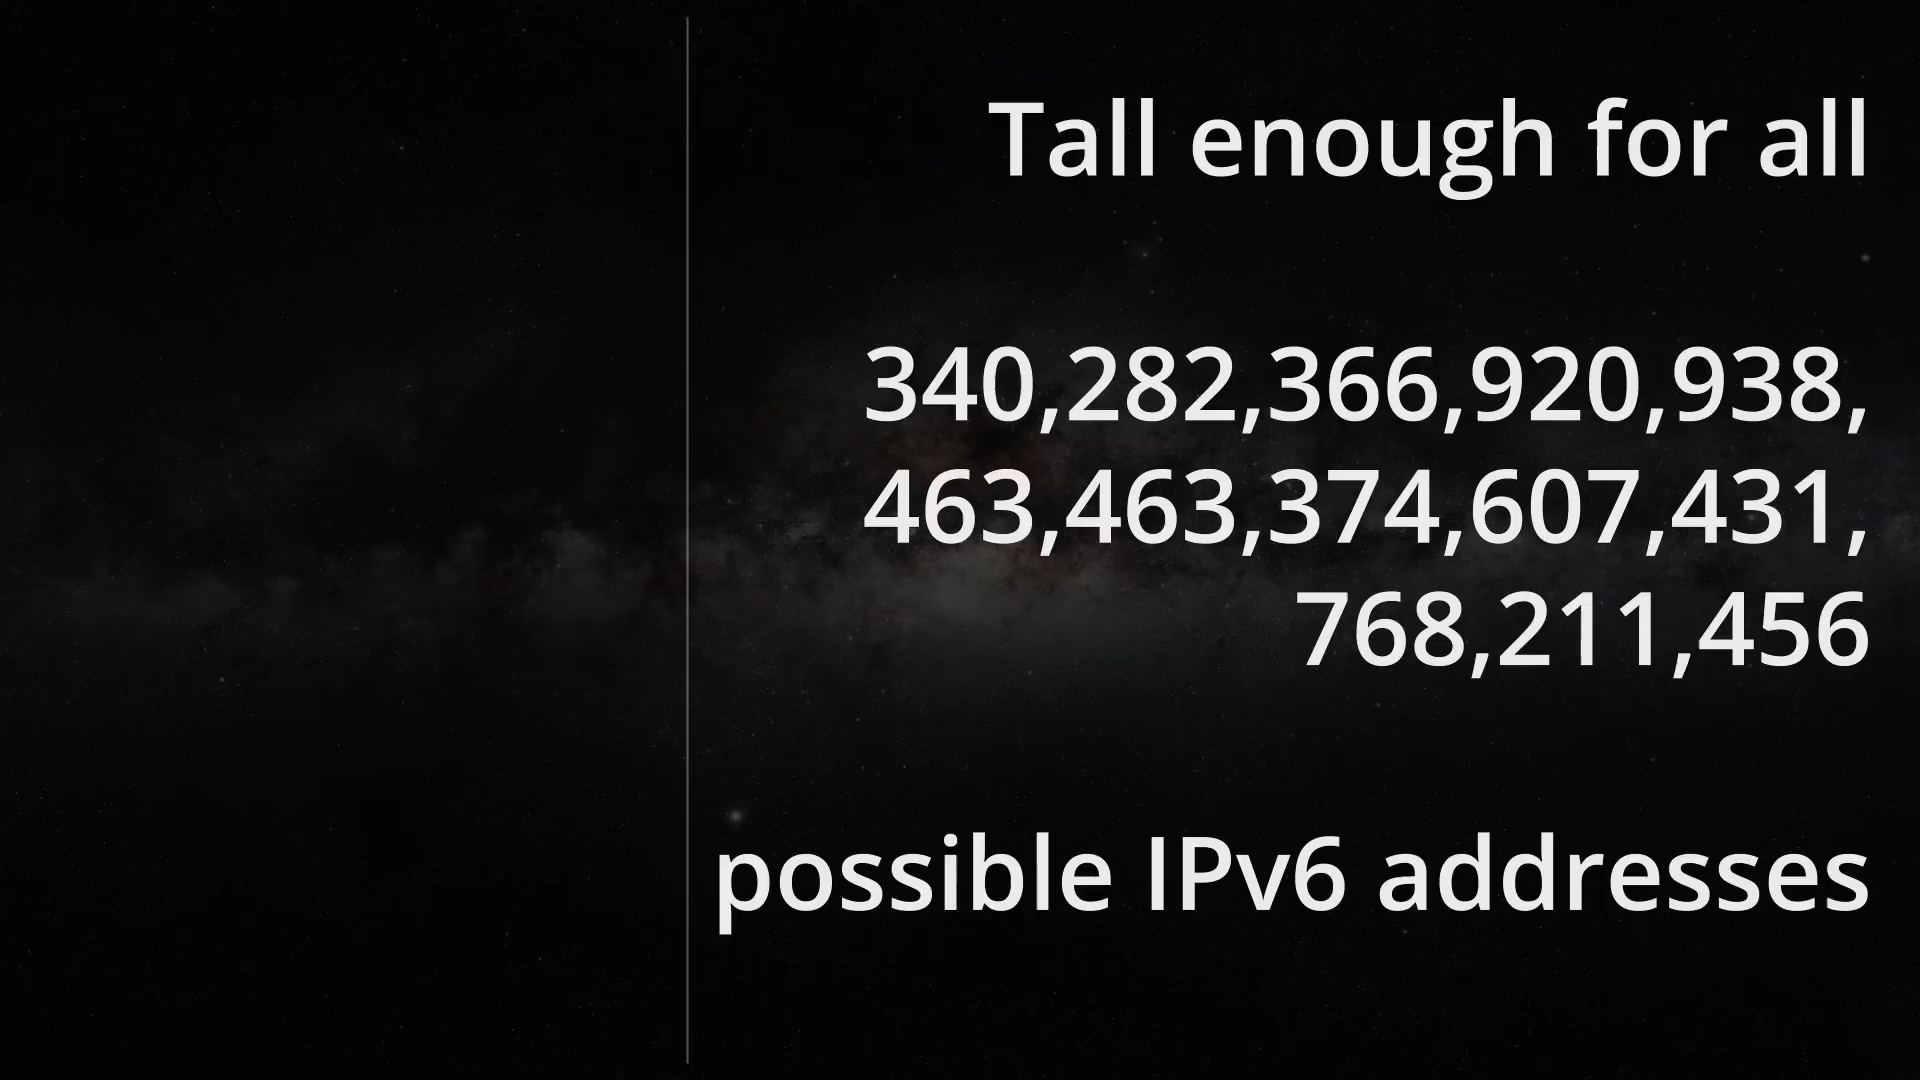 Tall enough for all
340,282,366,920,938,
463,463,374,607,431,
768,211,456
possible IPv6 addresses